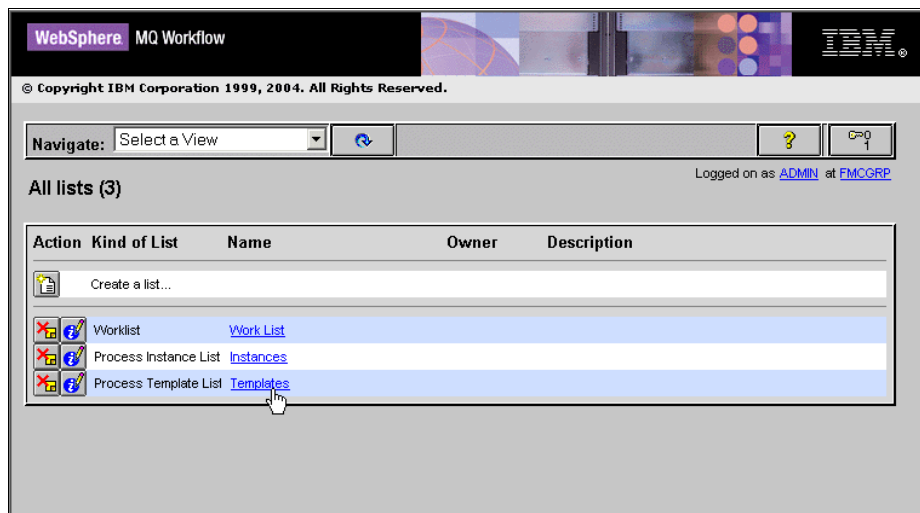 WebSphere. MQ Workflow
IBM®
© Copyright IBM Corporation 1999, 2004. All Rights Reserved.
Navigate: Select a View
?
Logged on as ADMIN at FMCGRP
All lists (3)
Action Kind of List Name Owner Description
Create a list...
Worklist Work List
Process Instance List Instances
Process Template List Templates